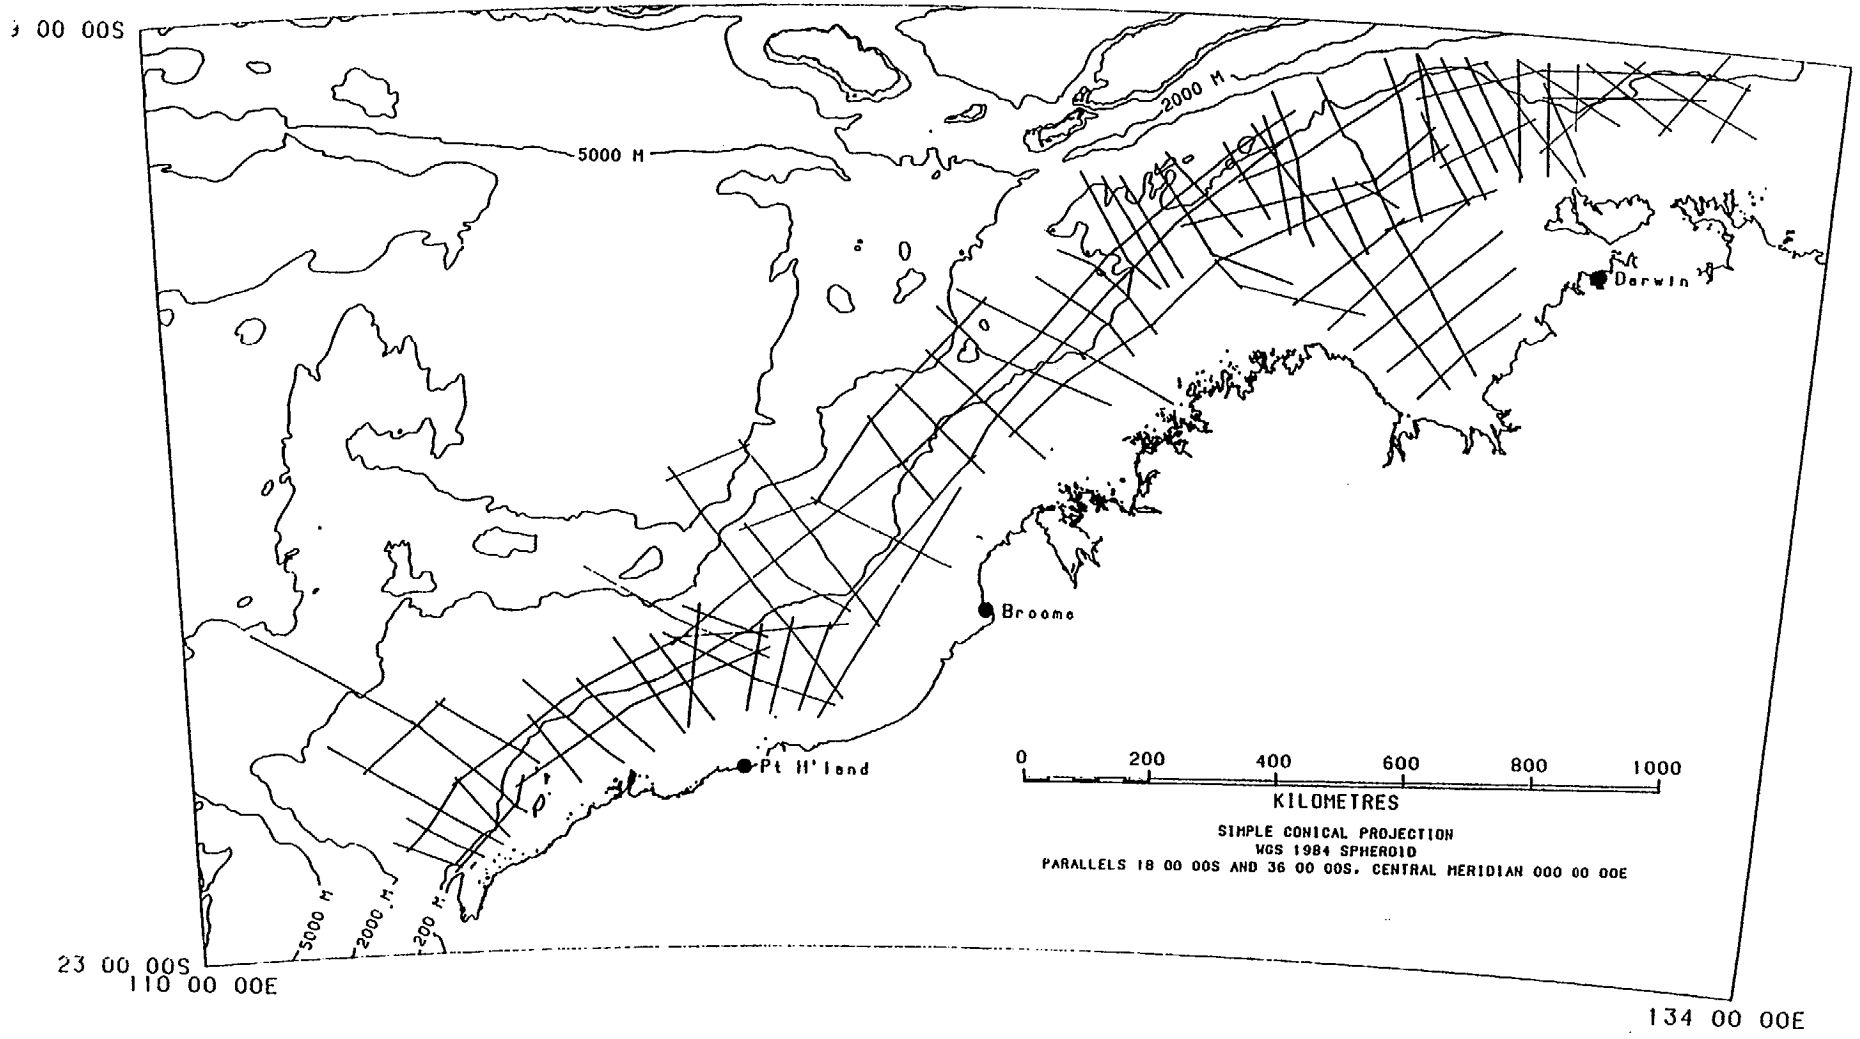 9 00 00S
2000 M
5000 M
Darwin
Broome
Pt H'land
0 200 400 600 800 1000
KILOMETRES
SIMPLE CONICAL PROJECTION
WGS 1984 SPHEROID
PARALLELS 18 00 00S AND 36 00 00S. CENTRAL MERIDIAN 000 00 00E
5000 M
2000 M
200 M
23 00 00S
110 00 00E
134 00 00E